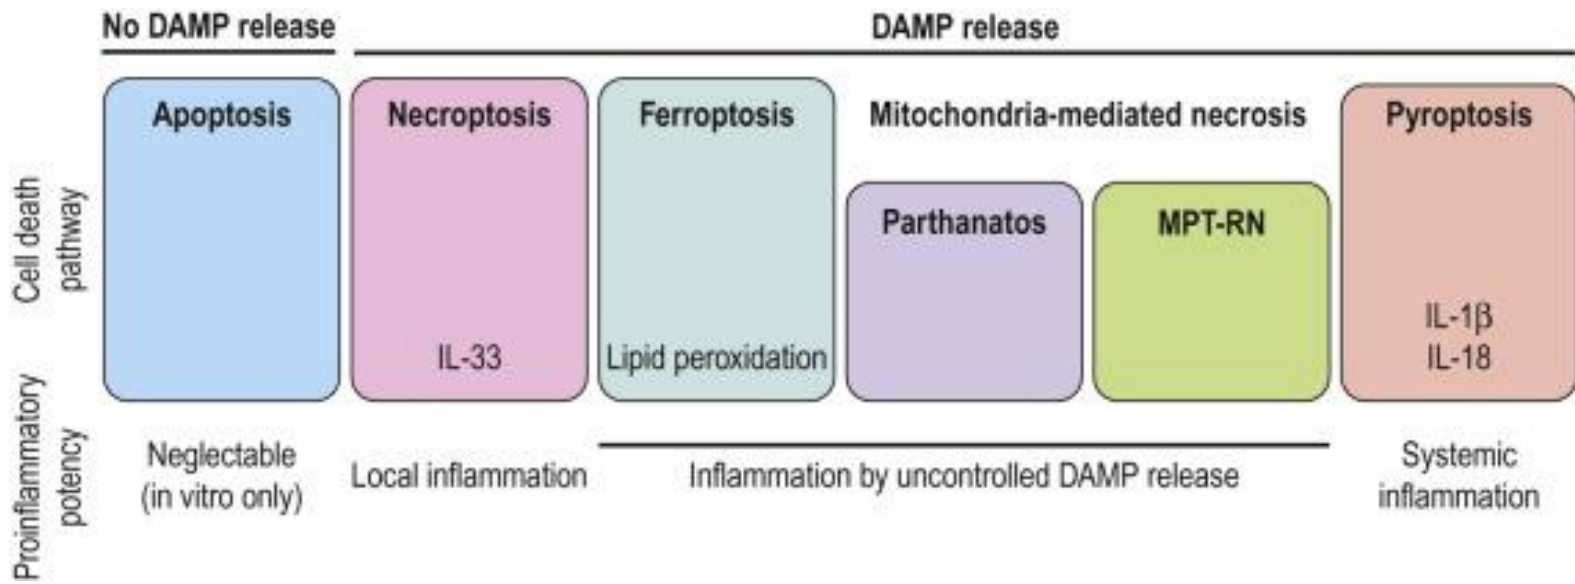 No DAMP release
DAMP release
Cell death
pathway
Apoptosis
Necroptosis
IL-33
Ferroptosis
Lipid peroxidation
Mitochondria-mediated necrosis
Parthanatos
MPT-RN
Pyroptosis
IL-1β
IL-18
Proinflammatory
potency
Neglectable
(in vitro only)
Local inflammation
Inflammation by uncontrolled DAMP release
Systemic
inflammation